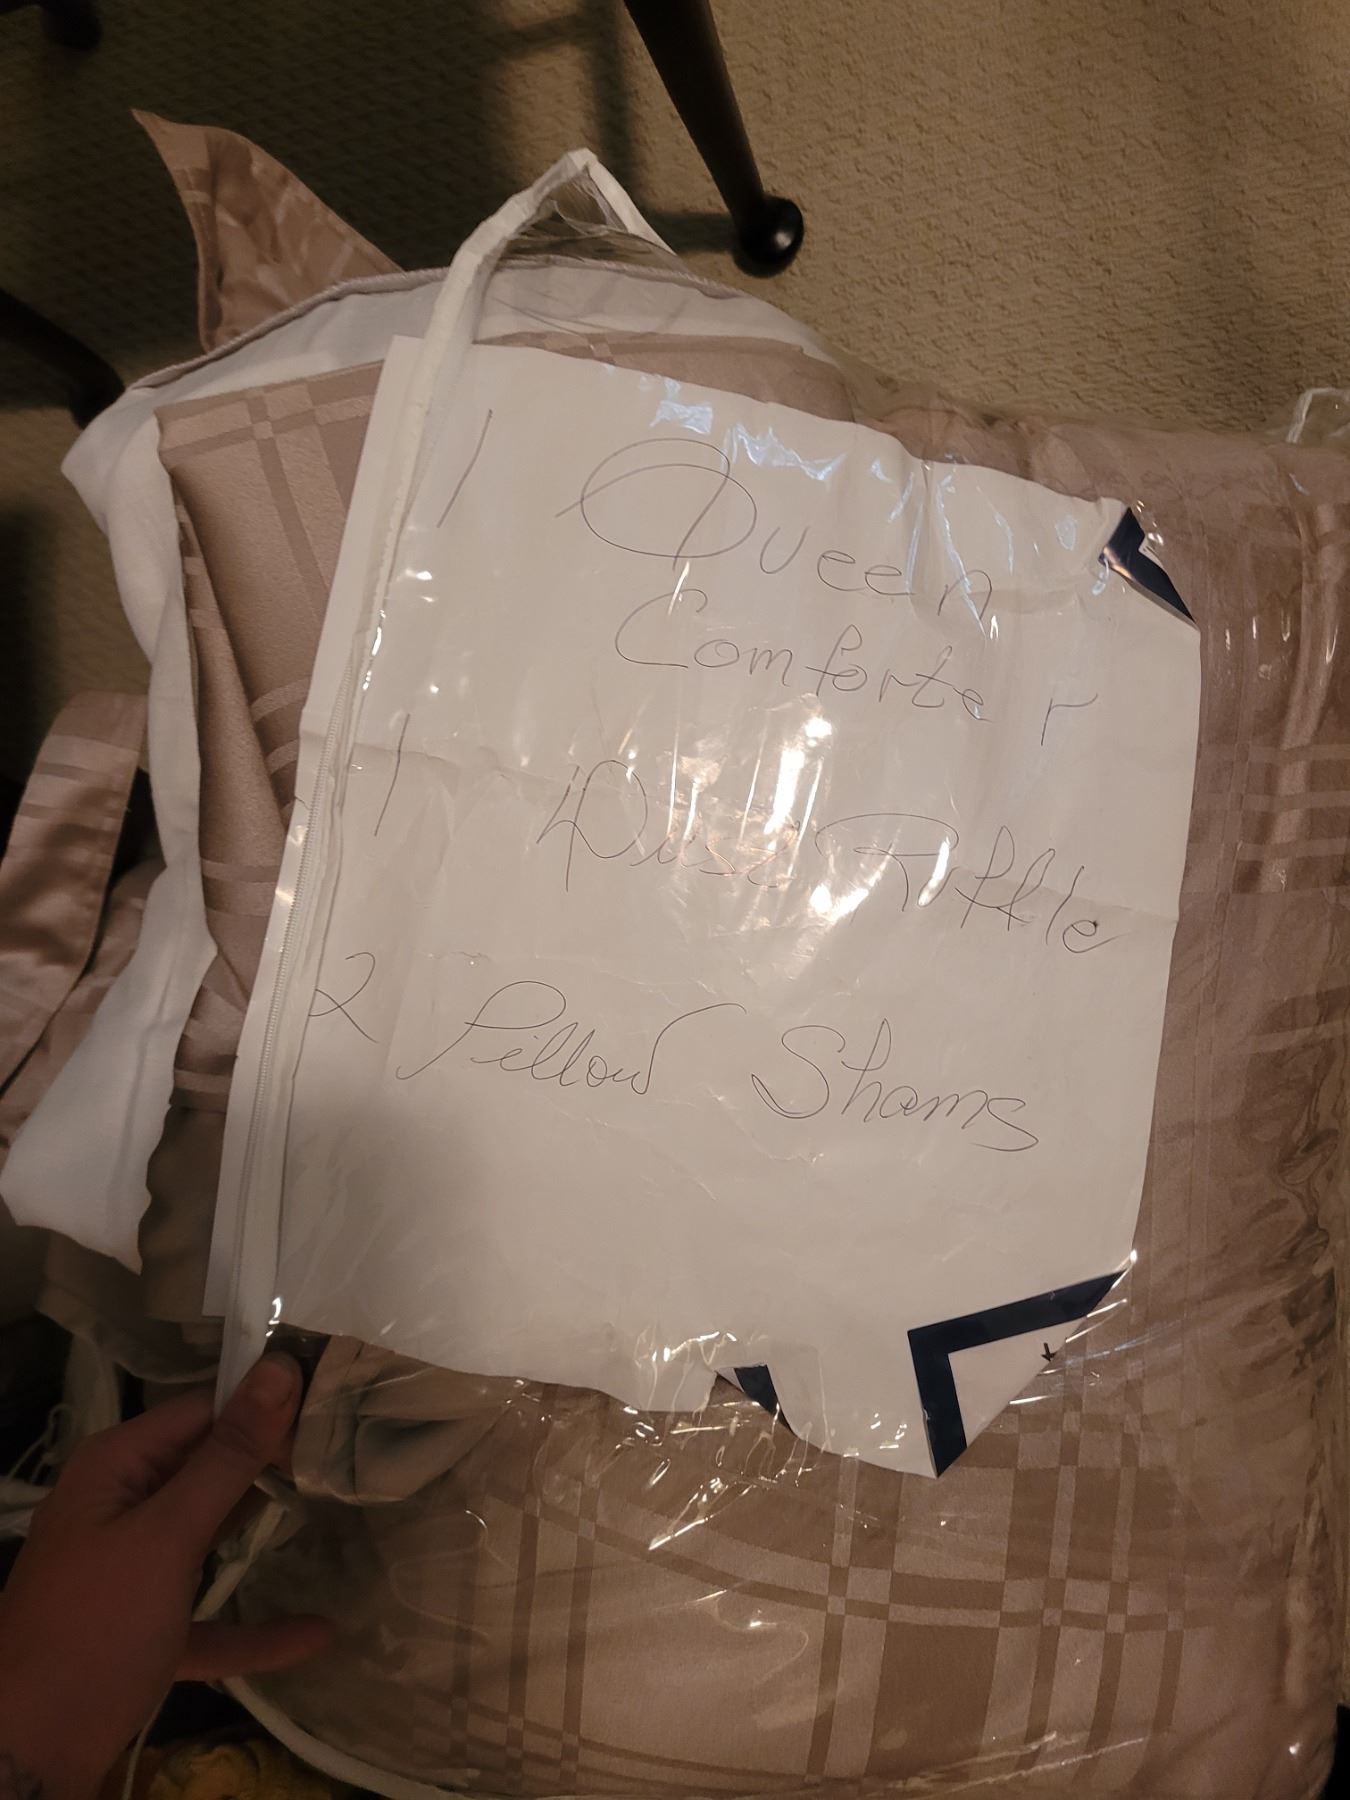 1 Queen
Comforter
1 Dust Ruffle
2 Pillow Shams